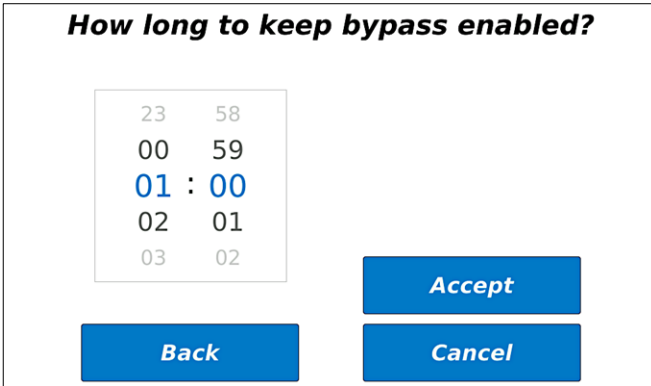 How long to keep bypass enabled?
23 58
00 59
01 : 00
02 01
03 02
Accept
Back Cancel